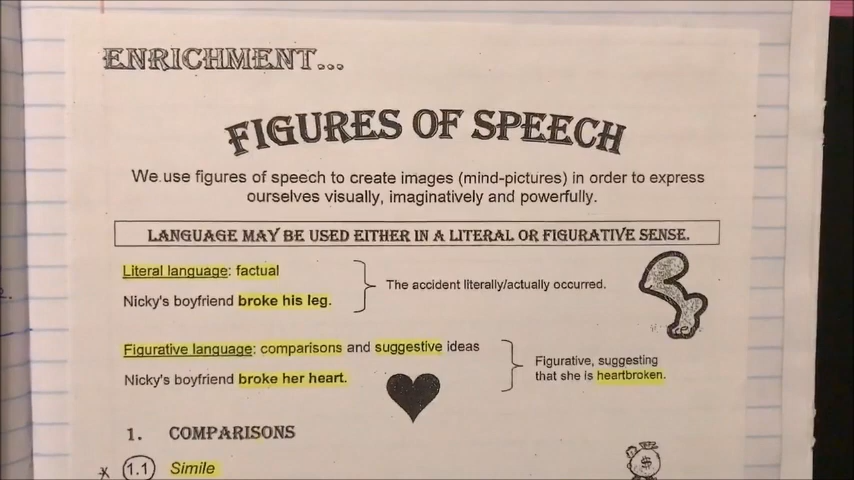 ENRICHMENT...
FIGURES OF SPEECH
We use figures of speech to create images (mind-pictures) in order to express
ourselves visually, imaginatively and powerfully.
LANGUAGE MAY BE USED EITHER IN A LITERAL OR FIGURATIVE SENSE.
Literal language: factual
Nicky's boyfriend broke his leg.
The accident literally/actually occurred.
Figurative language: comparisons and suggestive ideas
Nicky's boyfriend broke her heart.
Figurative, suggesting
that she is heartbroken.
1. COMPARISONS
* 1.1 Simile
$